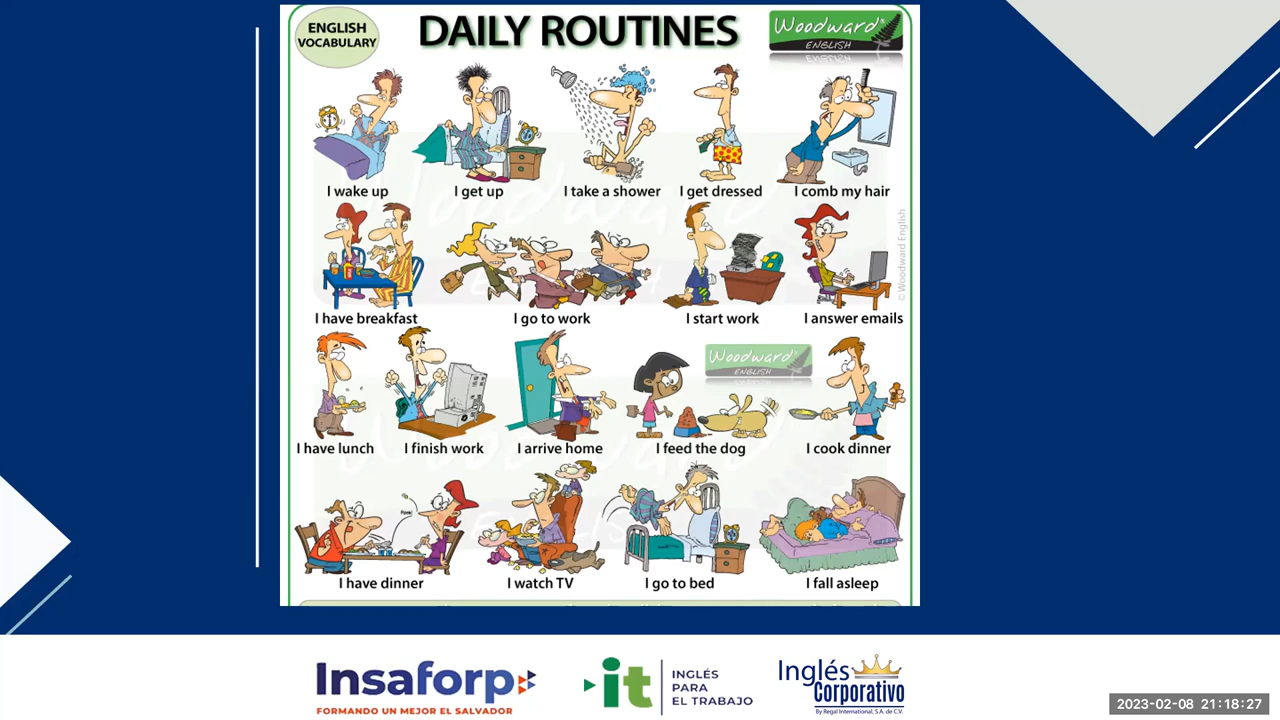 ENGLISH
VOCABULARY
DAILY ROUTINES
Woodward®
ENGLISH
I wake up
I get up
I take a shower
I get dressed
I comb my hair
I have breakfast
I go to work
I start work
I answer emails
© Woodward English
Woodward®
ENGLISH
I have lunch
I finish work
I arrive home
I feed the dog
I cook dinner
I have dinner
I watch TV
I go to bed
I fall asleep
Insaforp
FORMANDO UN MEJOR EL SALVADOR
it
INGLÉS
PARA
EL TRABAJO
Inglés
Corporativo
By Regal International, S.A. de C.V.
2023-02-08 21:18:27